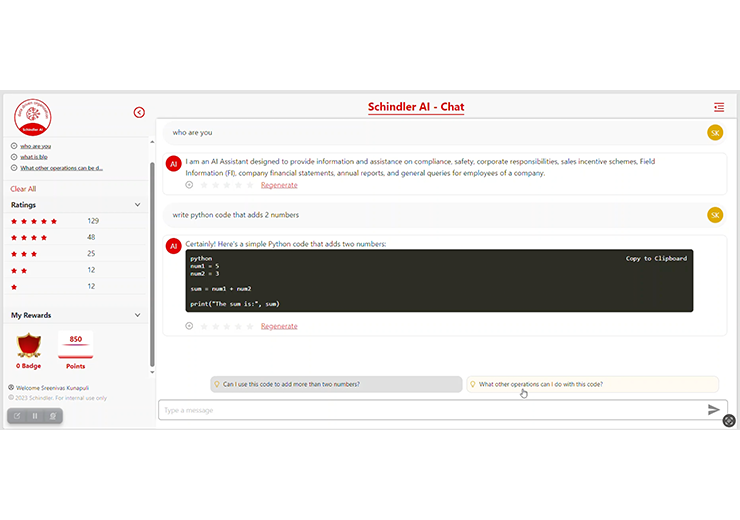 Schindler AI
Schindler AI - Chat
who are you
what is blp
What other operations can be d...
Clear All
Ratings
129
48
25
12
12
My Rewards
850
0 Badge
Points
Welcome Sreenivas Kunapuli
© 2025 Schindler. For internal use only
who are you
SK
AI
I am an AI Assistant designed to provide information and assistance on compliance, safety, corporate responsibilities, sales incentive schemes, Field
Information (FI), company financial statements, annual reports, and general queries for employees of a company.
Regenerate
write python code that adds 2 numbers
SK
AI
Certainly! Here's a simple Python code that adds two numbers:
python
Copy to Clipboard
num1 = 5
num2 = 3
sum = num1 + num2
print("The sum is:", sum)
Regenerate
Can I use this code to add more than two numbers?
What other operations can I do with this code?
Type a message